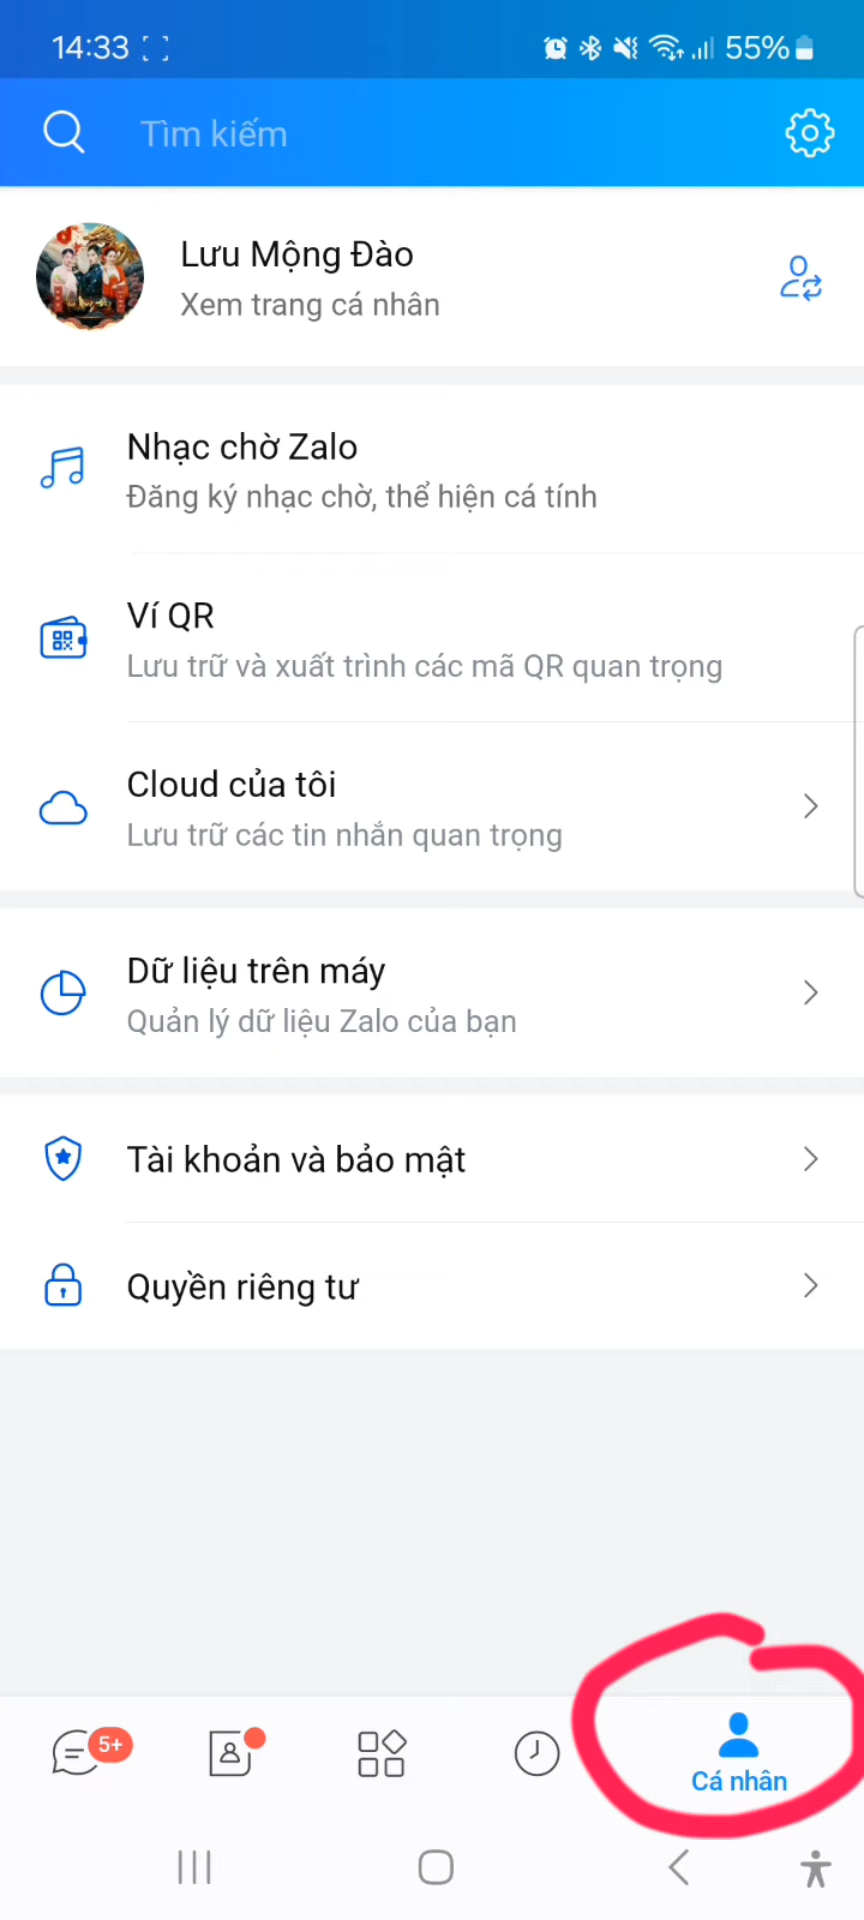 14:33
55%
Tìm kiếm
Lưu Mộng Đào
Xem trang cá nhân
Nhạc chờ Zalo
Đăng ký nhạc chờ, thể hiện cá tính
Ví QR
Lưu trữ và xuất trình các mã QR quan trọng
Cloud của tôi
Lưu trữ các tin nhắn quan trọng
Dữ liệu trên máy
Quản lý dữ liệu Zalo của bạn
Tài khoản và bảo mật
Quyền riêng tư
5+
Cá nhân